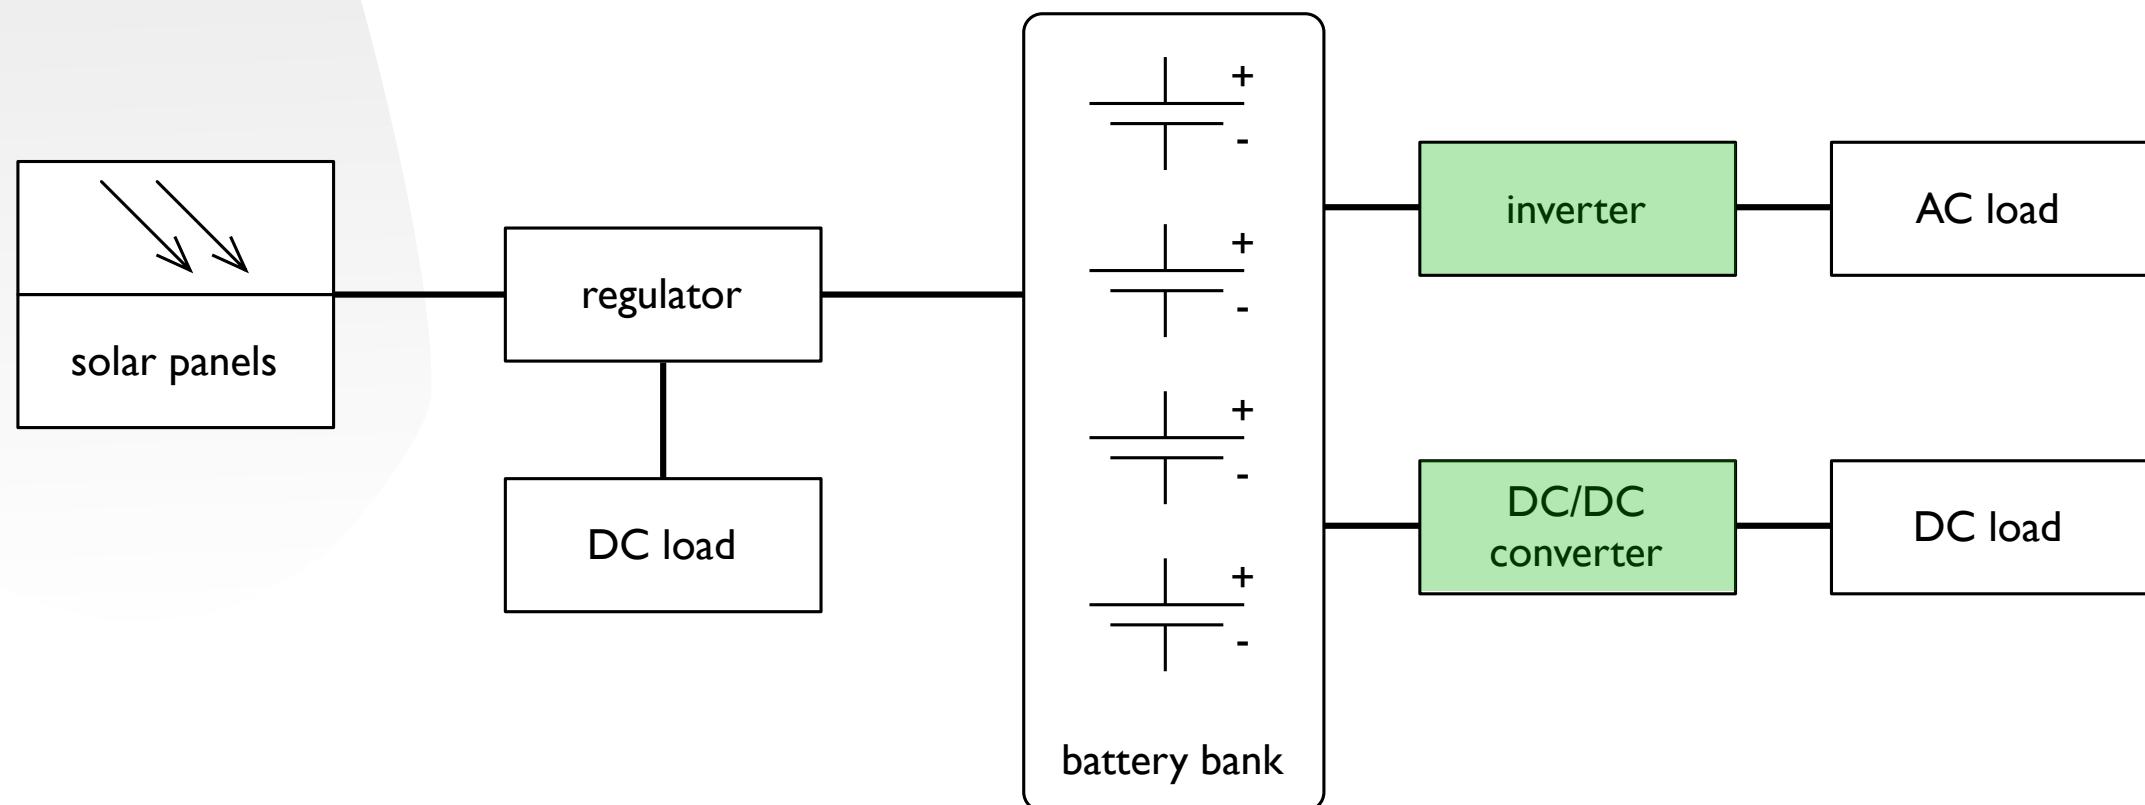 solar panels
regulator
DC load
+
-
+
-
+
-
+
-
battery bank
inverter
AC load
DC/DC
converter
DC load